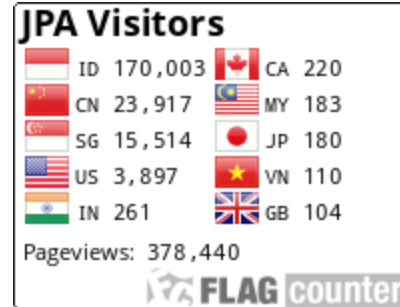 JPA Visitors
ID 170,003 CA 220
CN 23,917 MY 183
SG 15,514 JP 180
US 3,897 VN 110
IN 261 GB 104
Pageviews: 378,440
FLAG counter